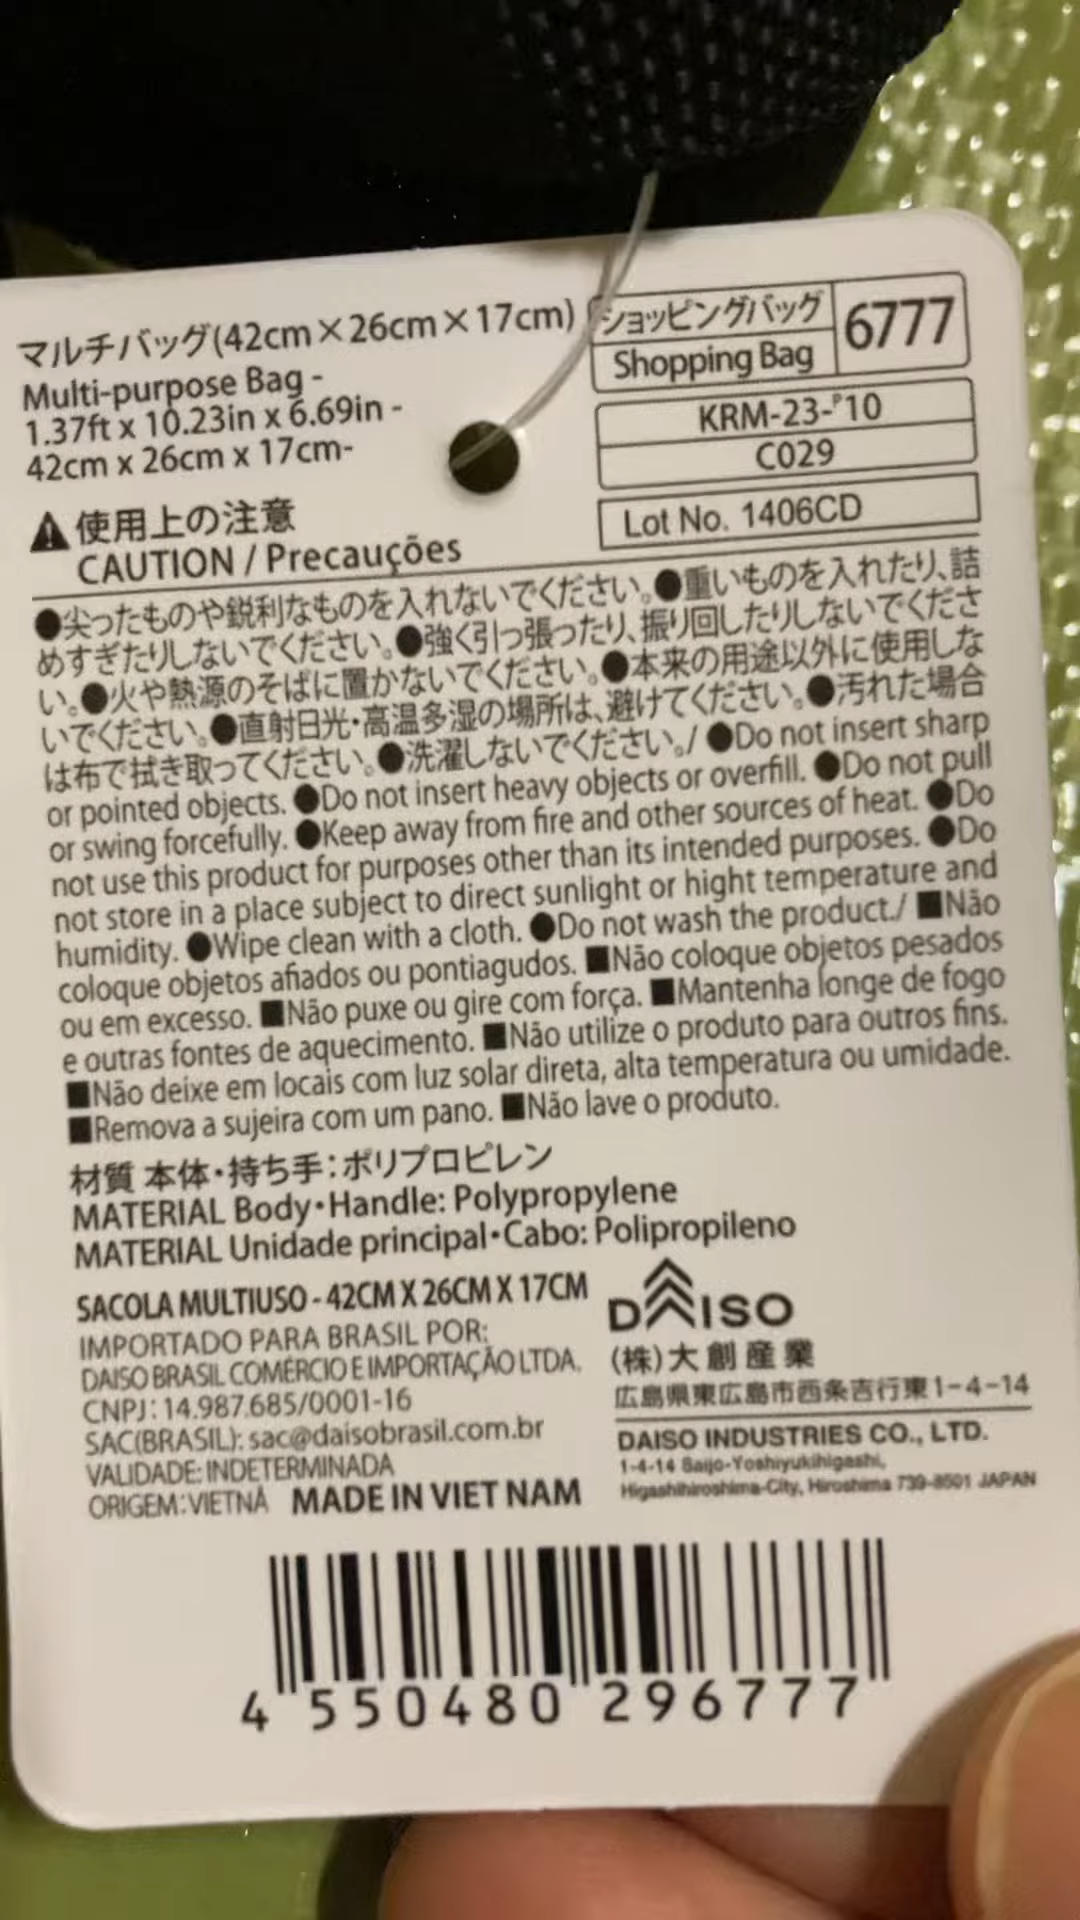 マルチバッグ(42cm×26cm×17cm)
Multi-purpose Bag -
1.37ft x 10.23in x 6.69in -
42cm x 26cm x 17cm-
ショッピングバッグ
Shopping Bag
6777
KRM-23-P10
C029
Lot No. 1406CD
使用上の注意
CAUTION / Precauções
●尖ったものや鋭利なものを入れないでください。●重いものを入れたり、詰
めすぎたりしないでください。●強く引っ張ったり、振り回したりしないでくださ
い。●火や熱源のそばに置かないでください。●本来の用途以外に使用しな
いでください。●直射日光・高温多湿の場所は、避けてください。●汚れた場合
は布で拭き取ってください。●洗濯しないでください。/ ●Do not insert sharp
or pointed objects. ●Do not insert heavy objects or overfill. ●Do not pull
or swing forcefully. ●Keep away from fire and other sources of heat. ●Do
not use this product for purposes other than its intended purposes. ●Do
not store in a place subject to direct sunlight or hight temperature and
humidity. ●Wipe clean with a cloth. ●Do not wash the product./ ■Não
coloque objetos afiados ou pontiagudos. ■Não coloque objetos pesados
ou em excesso. ■Não puxe ou gire com força. ■Mantenha longe de fogo
e outras fontes de aquecimento. ■Não utilize o produto para outros fins.
■Não deixe em locais com luz solar direta, alta temperatura ou umidade.
■Remova a sujeira com um pano. ■Não lave o produto.
材質 本体・持ち手:ポリプロピレン
MATERIAL Body・Handle: Polypropylene
MATERIAL Unidade principal・Cabo: Polipropileno
SACOLA MULTIUSO - 42CM X 26CM X 17CM
IMPORTADO PARA BRASIL POR:
DAISO BRASIL COMÉRCIO E IMPORTAÇÃO LTDA.
CNPJ: 14.987.685/0001-16
SAC(BRASIL): sac@daisobrasil.com.br
VALIDADE: INDETERMINADA
ORIGEM: VIETNÃ MADE IN VIET NAM
DAISO
(株)大創産業
広島県東広島市西条吉行東1-4-14
DAISO INDUSTRIES CO., LTD.
1-4-14 Saijo-Yoshiyukihigashi,
Higashihiroshima-City, Hiroshima 739-8501 JAPAN
4 550480 296777